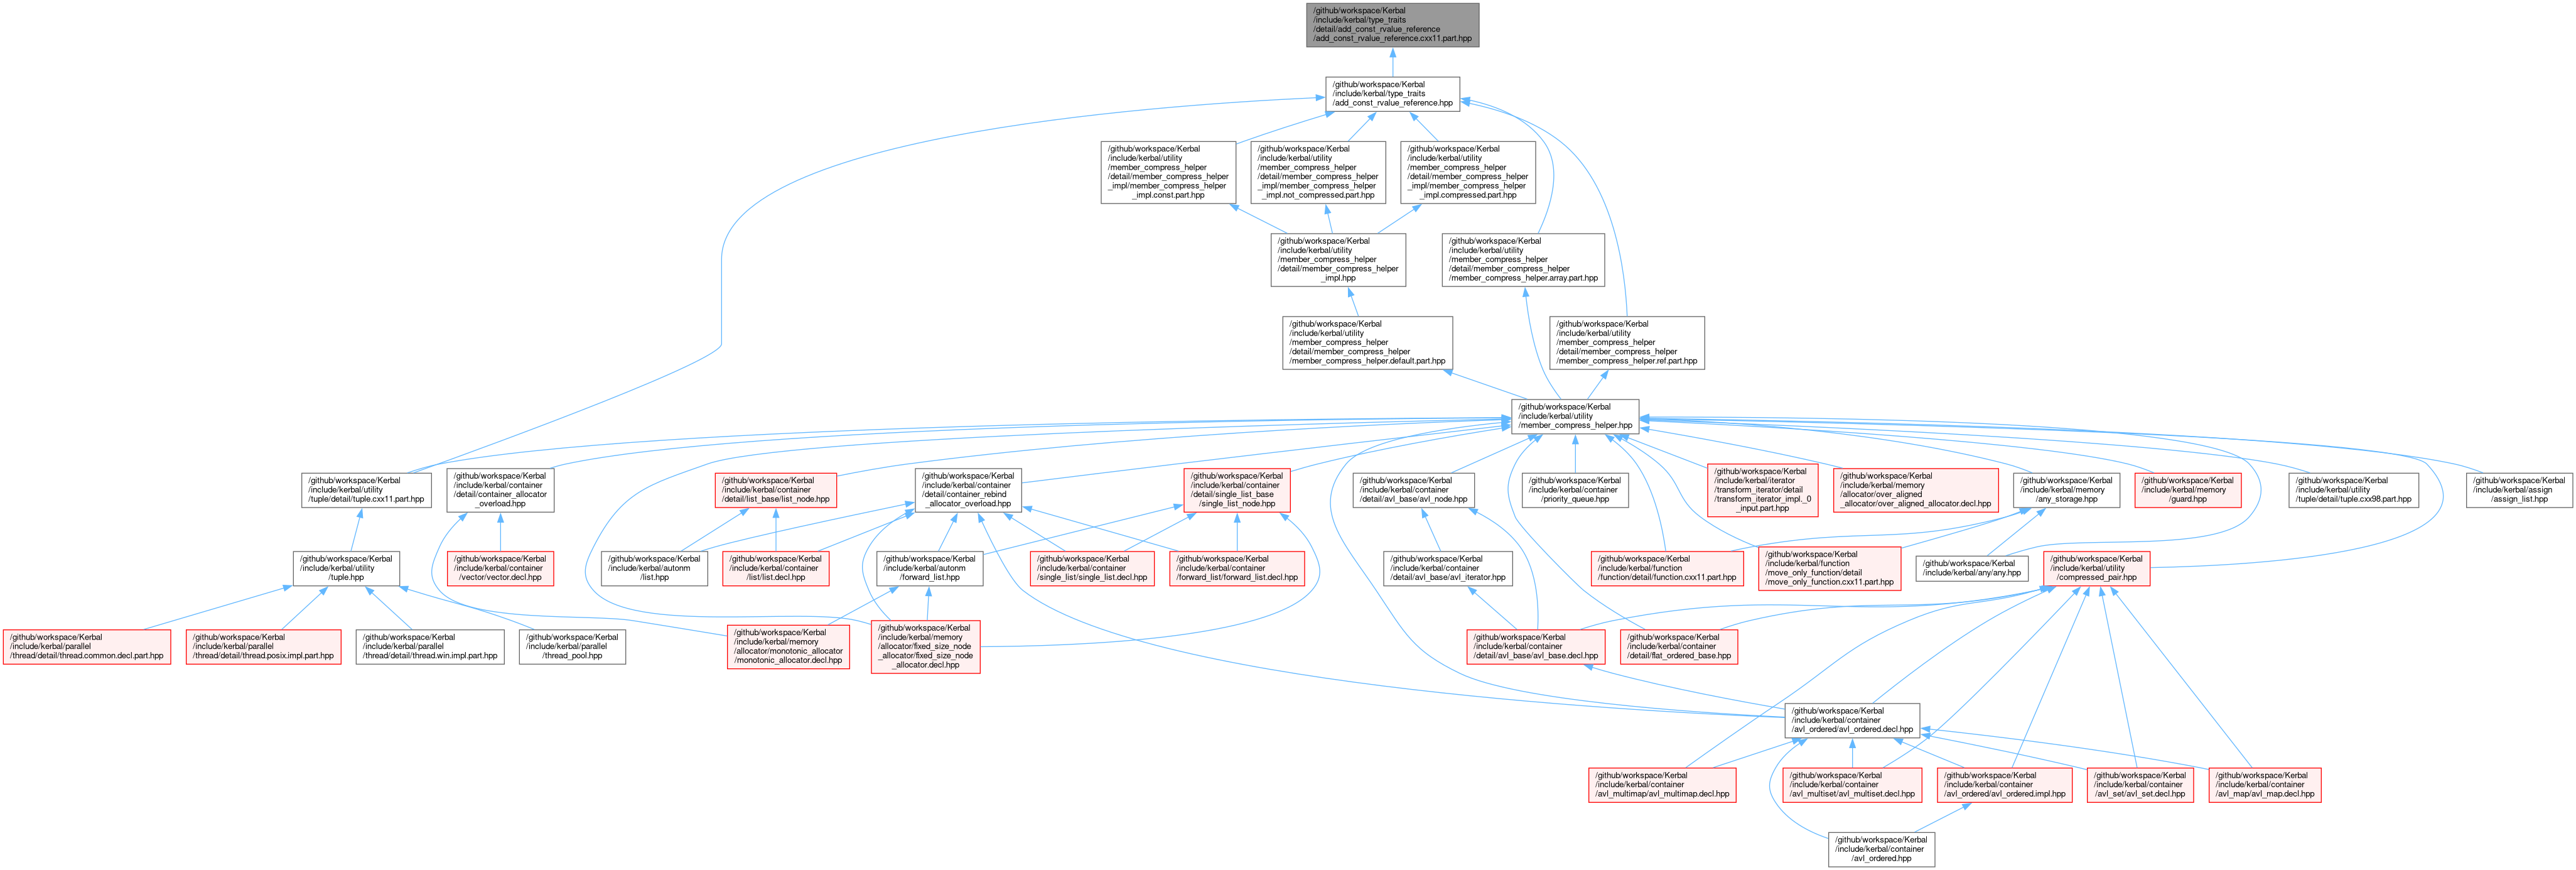 /github/workspace/Kerbal
/include/kerbal/type_traits
/detail/add_const_rvalue_reference
/add_const_rvalue_reference.cxx11.part.hpp
/github/workspace/Kerbal
/include/kerbal/type_traits
/add_const_rvalue_reference.hpp
/github/workspace/Kerbal
/include/kerbal/utility
/member_compress_helper
/detail/member_compress_helper
_impl/member_compress_helper
_impl.const.part.hpp
/github/workspace/Kerbal
/include/kerbal/utility
/member_compress_helper
/detail/member_compress_helper
_impl/member_compress_helper
_impl.not_compressed.part.hpp
/github/workspace/Kerbal
/include/kerbal/utility
/member_compress_helper
/detail/member_compress_helper
_impl/member_compress_helper
_impl.compressed.part.hpp
/github/workspace/Kerbal
/include/kerbal/utility
/member_compress_helper
/detail/member_compress_helper
_impl.hpp
/github/workspace/Kerbal
/include/kerbal/utility
/member_compress_helper
/detail/member_compress_helper
/member_compress_helper.array.part.hpp
/github/workspace/Kerbal
/include/kerbal/utility
/member_compress_helper
/detail/member_compress_helper
/member_compress_helper.default.part.hpp
/github/workspace/Kerbal
/include/kerbal/utility
/member_compress_helper
/detail/member_compress_helper
/member_compress_helper.ref.part.hpp
/github/workspace/Kerbal
/include/kerbal/utility
/member_compress_helper.hpp
/github/workspace/Kerbal
/include/kerbal/utility
/tuple/detail/tuple.cxx11.part.hpp
/github/workspace/Kerbal
/include/kerbal/container
/detail/container_allocator
_overload.hpp
/github/workspace/Kerbal
/include/kerbal/container
/detail/list_base/list_node.hpp
/github/workspace/Kerbal
/include/kerbal/container
/detail/container_rebind
_allocator_overload.hpp
/github/workspace/Kerbal
/include/kerbal/container
/detail/single_list_base
/single_list_node.hpp
/github/workspace/Kerbal
/include/kerbal/container
/detail/avl_base/avl_node.hpp
/github/workspace/Kerbal
/include/kerbal/container
/priority_queue.hpp
/github/workspace/Kerbal
/include/kerbal/iterator
/transform_iterator/detail
/transform_iterator_impl._0
_input.part.hpp
/github/workspace/Kerbal
/include/kerbal/memory
/allocator/over_aligned
_allocator/over_aligned_allocator.decl.hpp
/github/workspace/Kerbal
/include/kerbal/memory
/any_storage.hpp
/github/workspace/Kerbal
/include/kerbal/memory
/guard.hpp
/github/workspace/Kerbal
/include/kerbal/utility
/tuple/detail/tuple.cxx98.part.hpp
/github/workspace/Kerbal
/include/kerbal/assign
/assign_list.hpp
/github/workspace/Kerbal
/include/kerbal/utility
/tuple.hpp
/github/workspace/Kerbal
/include/kerbal/container
/vector/vector.decl.hpp
/github/workspace/Kerbal
/include/kerbal/autonm
/list.hpp
/github/workspace/Kerbal
/include/kerbal/container
/list/list.decl.hpp
/github/workspace/Kerbal
/include/kerbal/autonm
/forward_list.hpp
/github/workspace/Kerbal
/include/kerbal/container
/single_list/single_list.decl.hpp
/github/workspace/Kerbal
/include/kerbal/container
/forward_list/forward_list.decl.hpp
/github/workspace/Kerbal
/include/kerbal/container
/detail/avl_base/avl_iterator.hpp
/github/workspace/Kerbal
/include/kerbal/function
/function/detail/function.cxx11.part.hpp
/github/workspace/Kerbal
/include/kerbal/function
/move_only_function/detail
/move_only_function.cxx11.part.hpp
/github/workspace/Kerbal
/include/kerbal/any/any.hpp
/github/workspace/Kerbal
/include/kerbal/utility
/compressed_pair.hpp
/github/workspace/Kerbal
/include/kerbal/parallel
/thread/detail/thread.common.decl.part.hpp
/github/workspace/Kerbal
/include/kerbal/parallel
/thread/detail/thread.posix.impl.part.hpp
/github/workspace/Kerbal
/include/kerbal/parallel
/thread/detail/thread.win.impl.part.hpp
/github/workspace/Kerbal
/include/kerbal/parallel
/thread_pool.hpp
/github/workspace/Kerbal
/include/kerbal/memory
/allocator/monotonic_allocator
/monotonic_allocator.decl.hpp
/github/workspace/Kerbal
/include/kerbal/memory
/allocator/fixed_size_node
_allocator/fixed_size_node
_allocator.decl.hpp
/github/workspace/Kerbal
/include/kerbal/container
/detail/avl_base/avl_base.decl.hpp
/github/workspace/Kerbal
/include/kerbal/container
/detail/flat_ordered_base.hpp
/github/workspace/Kerbal
/include/kerbal/container
/avl_ordered/avl_ordered.decl.hpp
/github/workspace/Kerbal
/include/kerbal/container
/avl_multimap/avl_multimap.decl.hpp
/github/workspace/Kerbal
/include/kerbal/container
/avl_multiset/avl_multiset.decl.hpp
/github/workspace/Kerbal
/include/kerbal/container
/avl_ordered/avl_ordered.impl.hpp
/github/workspace/Kerbal
/include/kerbal/container
/avl_set/avl_set.decl.hpp
/github/workspace/Kerbal
/include/kerbal/container
/avl_map/avl_map.decl.hpp
/github/workspace/Kerbal
/include/kerbal/container
/avl_ordered.hpp